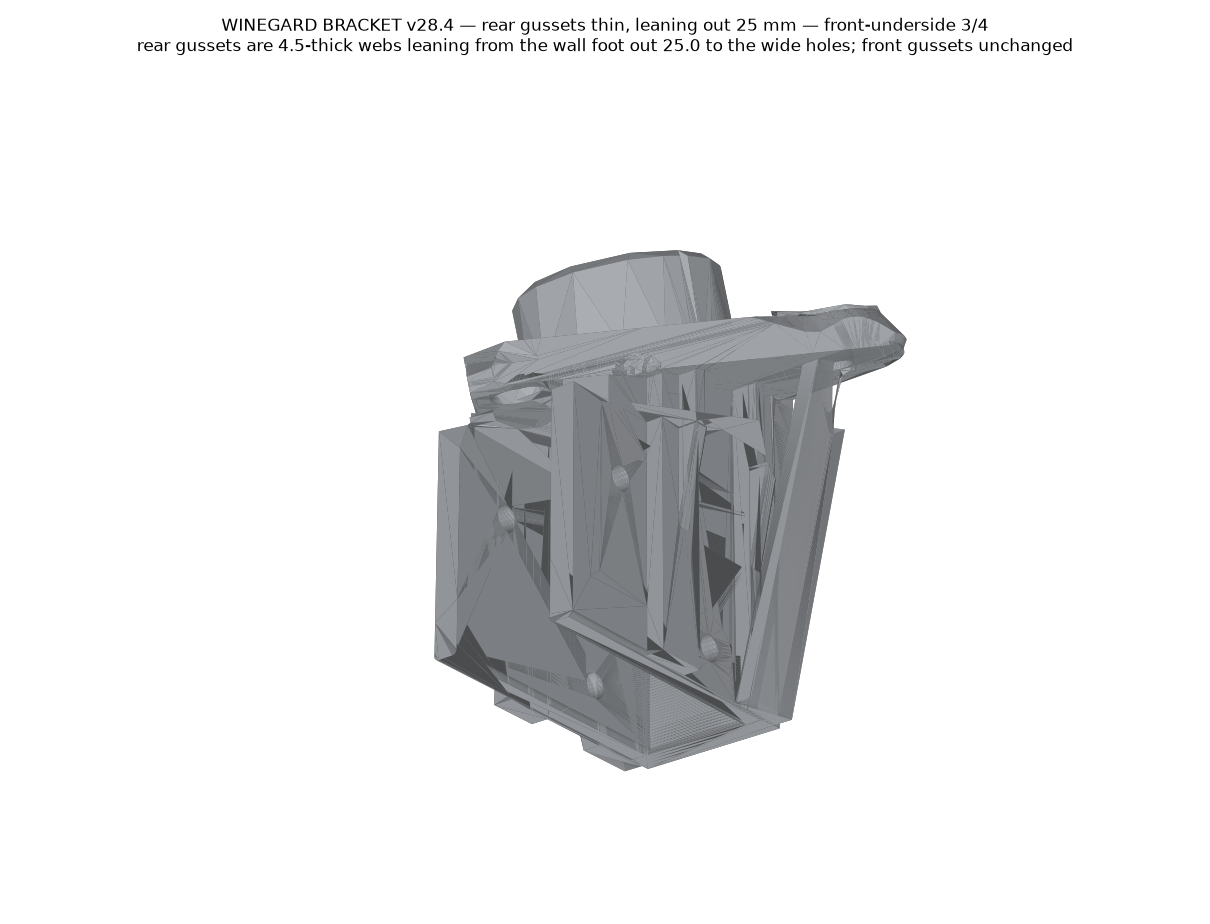 WINEGARD BRACKET v28.4 — rear gussets thin, leaning out 25 mm — front-underside 3/4
rear gussets are 4.5-thick webs leaning from the wall foot out 25.0 to the wide holes; front gussets unchanged